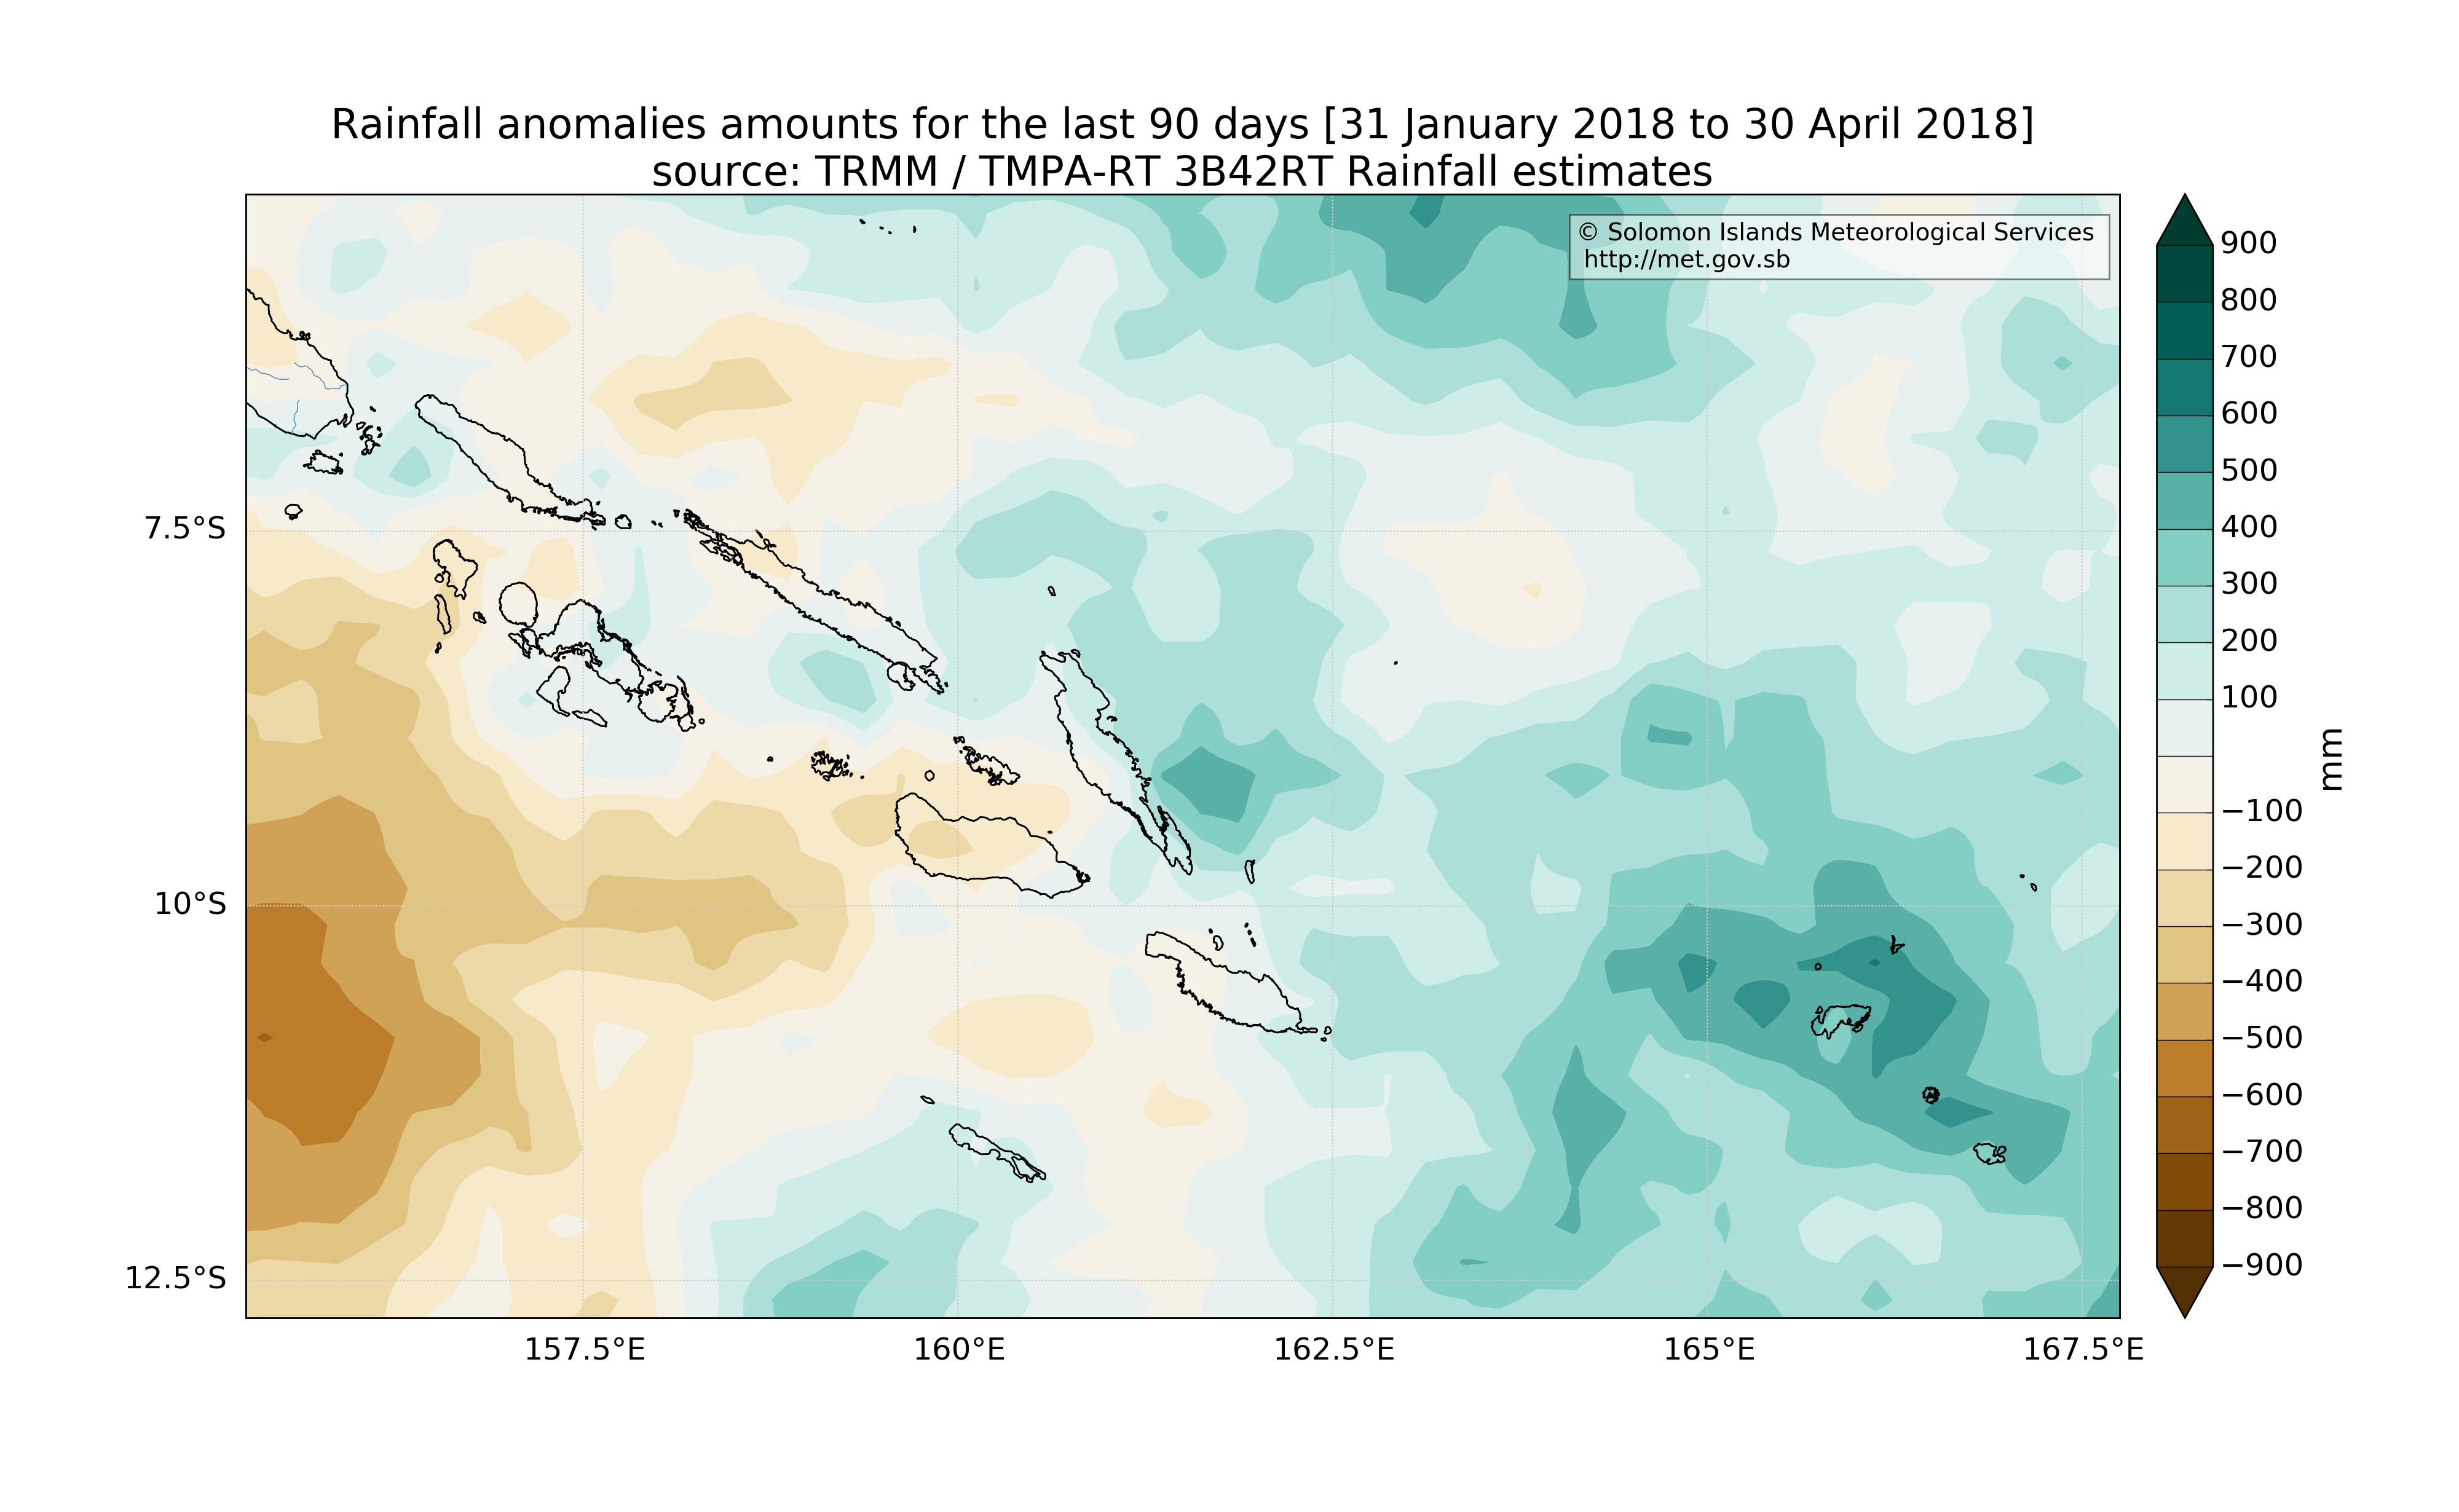 Rainfall anomalies amounts for the last 90 days [31 January 2018 to 30 April 2018]
source: TRMM / TMPA-RT 3B42RT Rainfall estimates
© Solomon Islands Meteorological Services
http://met.gov.sb
7.5°S
10°S
12.5°S
157.5°E
160°E
162.5°E
165°E
167.5°E
900
800
700
600
500
400
300
200
100
−100
−200
−300
−400
−500
−600
−700
−800
−900
mm